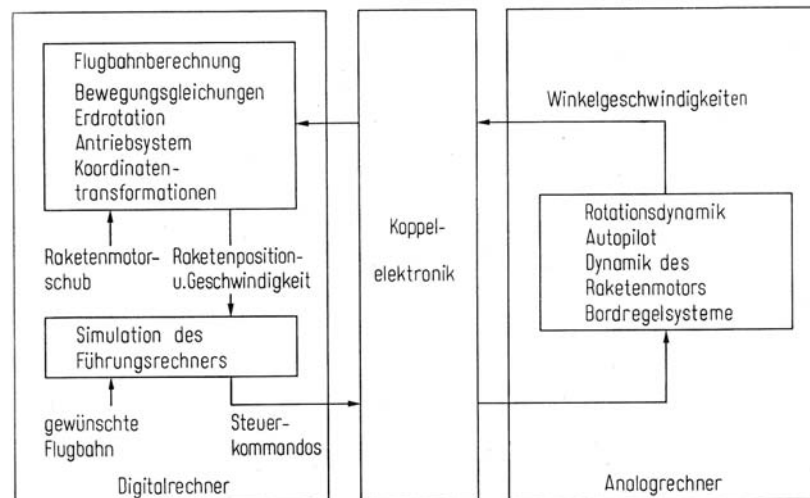 Flugbahnberechnung
Bewegungsgleichungen
Erdrotation
Antriebsystem
Koordinaten-
transformationen
Raketenmotor-
schub
Raketenposition-
u.Geschwindigkeit
Simulation des
Führungsrechners
gewünschte
Flugbahn
Steuer-
kommandos
Digitalrechner
Koppel-
elektronik
Winkelgeschwindigkeiten
Rotationsdynamik
Autopilot
Dynamik des
Raketenmotors
Bordregelsysteme
Analogrechner